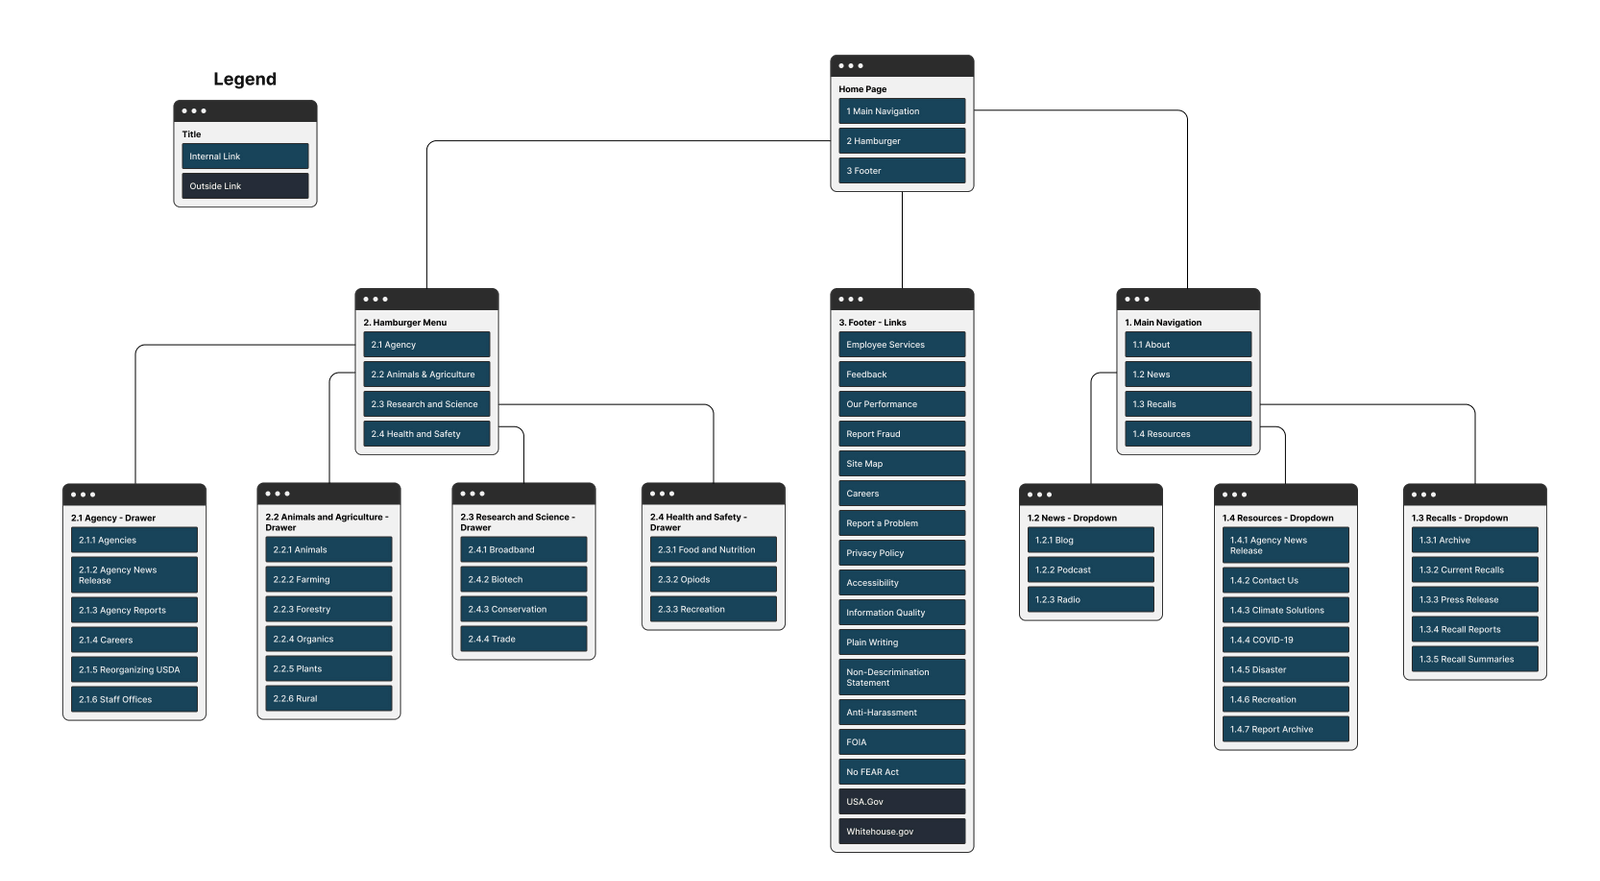 Legend
Title
Internal Link
Outside Link
Home Page
1 Main Navigation
2 Hamburger
3 Footer
2. Hamburger Menu
2.1 Agency
2.2 Animals & Agriculture
2.3 Research and Science
2.4 Health and Safety
3. Footer - Links
Employee Services
Feedback
Our Performance
Report Fraud
Site Map
Careers
Report a Problem
Privacy Policy
Accessibility
Information Quality
Plain Writing
Non-Descrimination
Statement
Anti-Harassment
FOIA
No FEAR Act
USA.Gov
Whitehouse.gov
1. Main Navigation
1.1 About
1.2 News
1.3 Recalls
1.4 Resources
2.1 Agency - Drawer
2.1.1 Agencies
2.1.2 Agency News
Release
2.1.3 Agency Reports
2.1.4 Careers
2.1.5 Reorganizing USDA
2.1.6 Staff Offices
2.2 Animals and Agriculture -
Drawer
2.2.1 Animals
2.2.2 Farming
2.2.3 Forestry
2.2.4 Organics
2.2.5 Plants
2.2.6 Rural
2.3 Research and Science -
Drawer
2.4.1 Broadband
2.4.2 Biotech
2.4.3 Conservation
2.4.4 Trade
2.4 Health and Safety -
Drawer
2.3.1 Food and Nutrition
2.3.2 Opiods
2.3.3 Recreation
1.2 News - Dropdown
1.2.1 Blog
1.2.2 Podcast
1.2.3 Radio
1.4 Resources - Dropdown
1.4.1 Agency News
Release
1.4.2 Contact Us
1.4.3 Climate Solutions
1.4.4 COVID-19
1.4.5 Disaster
1.4.6 Recreation
1.4.7 Report Archive
1.3 Recalls - Dropdown
1.3.1 Archive
1.3.2 Current Recalls
1.3.3 Press Release
1.3.4 Recall Reports
1.3.5 Recall Summaries